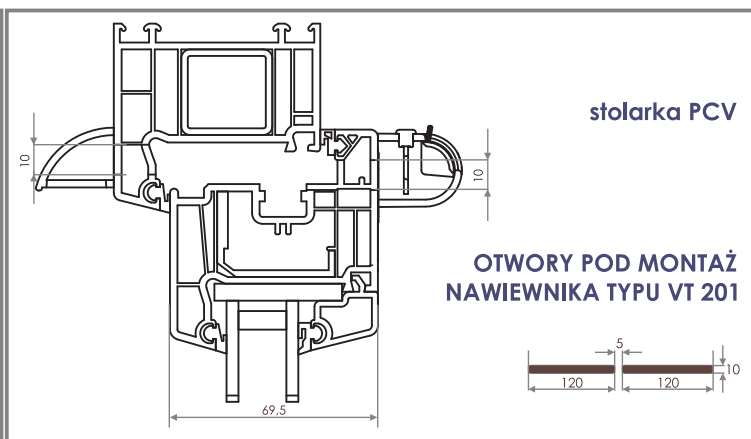 stolarka PCV
10
10
OTWORY POD MONTAŻ
NAWIEWNIKA TYPU VT 201
5
10
120
120
69,5